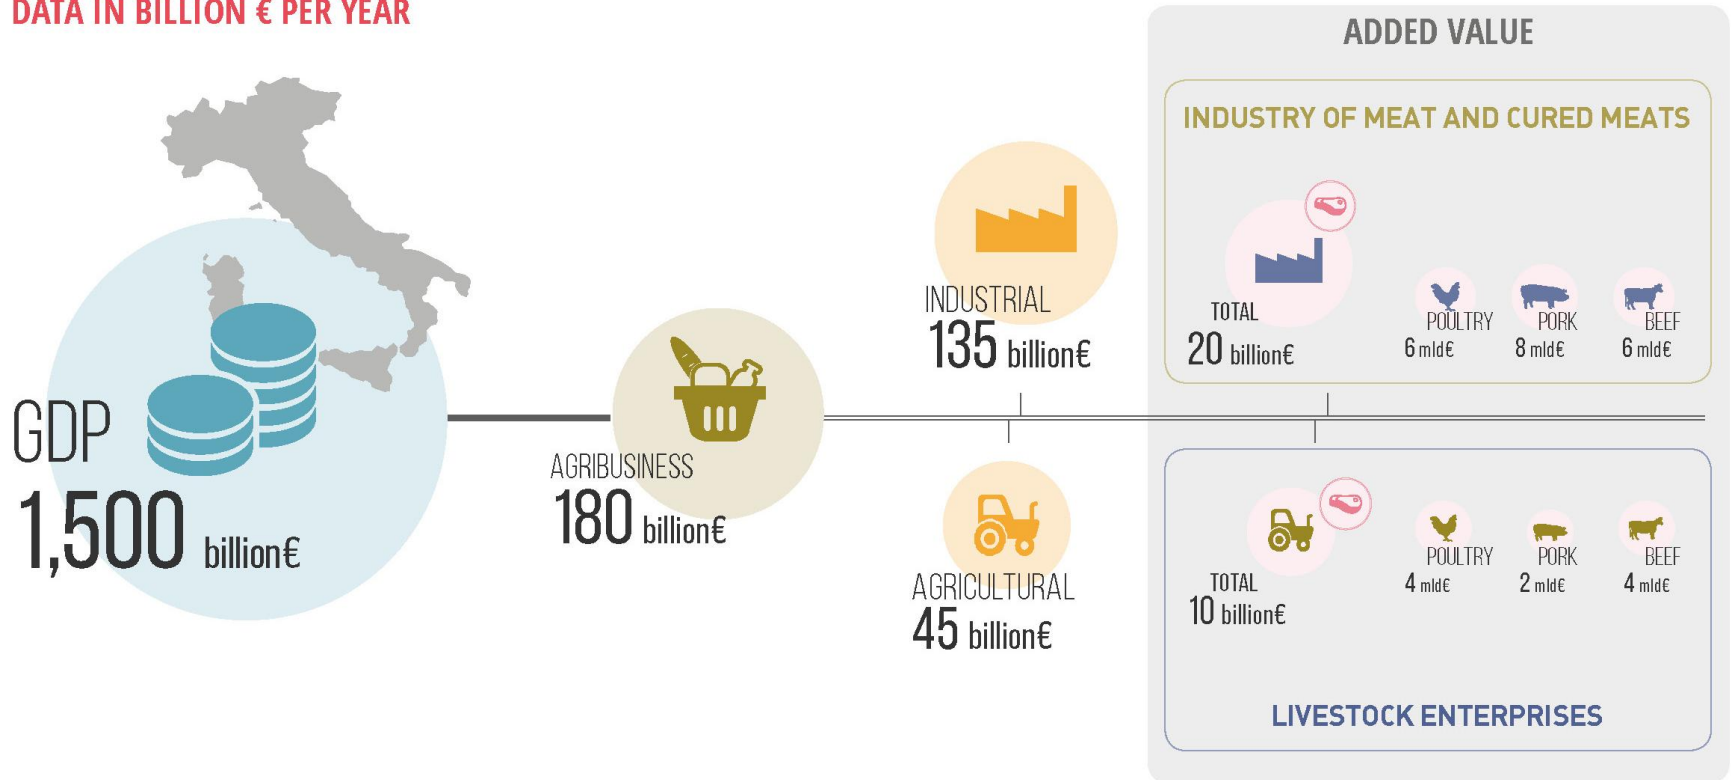 DATA IN BILLION € PER YEAR
GDP
1,500 billion€
AGRIBUSINESS
180 billion€
INDUSTRIAL
135 billion€
AGRICULTURAL
45 billion€
ADDED VALUE
INDUSTRY OF MEAT AND CURED MEATS
TOTAL
20 billion€
POULTRY
6 mld€
PORK
8 mld€
BEEF
6 mld€
TOTAL
10 billion€
POULTRY
4 mld€
PORK
2 mld€
BEEF
4 mld€
LIVESTOCK ENTERPRISES